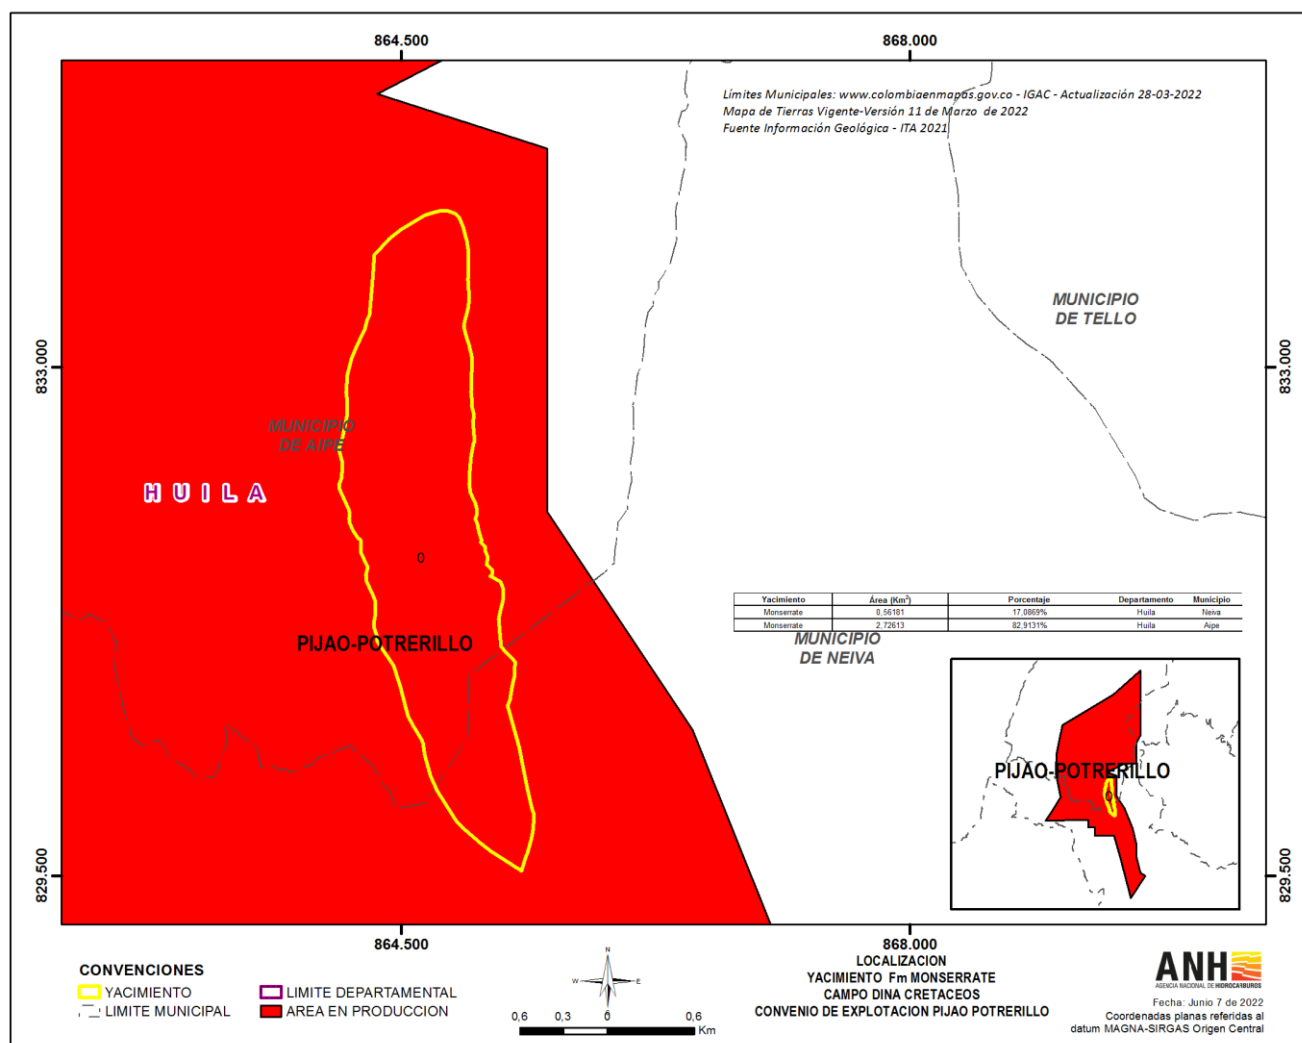 864.500
868.000
Límites Municipales: www.colombiaenmapas.gov.co - IGAC - Actualización 28-03-2022
Mapa de Tierras Vigente-Versión 11 de Marzo de 2022
Fuente Información Geológica - ITA 2021
MUNICIPIO
DE TELLO
833.000
833.000
MUNICIPIO
DE AIPE
HUILA
0
Yacimiento Área (Km²) Porcentaje Departamento Municipio
Monserrate 0,56181 17,0869% Huila Neiva
Monserrate 2,72613 82,9131% Huila Aipe
PIJAO-POTRERILLO
MUNICIPIO
DE NEIVA
PIJAO-POTRERILLO
0
829.500
829.500
864.500
868.000
CONVENCIONES
YACIMIENTO
LIMITE DEPARTAMENTAL
LIMITE MUNICIPAL
AREA EN PRODUCCION
N
W E
S
0,6 0,3 0 0,6
Km
LOCALIZACION
YACIMIENTO Fm MONSERRATE
CAMPO DINA CRETACEOS
CONVENIO DE EXPLOTACION PIJAO POTRERILLO
ANH
AGENCIA NACIONAL DE HIDROCARBUROS
Fecha: Junio 7 de 2022
Coordenadas planas referidas al
datum MAGNA-SIRGAS Origen Central